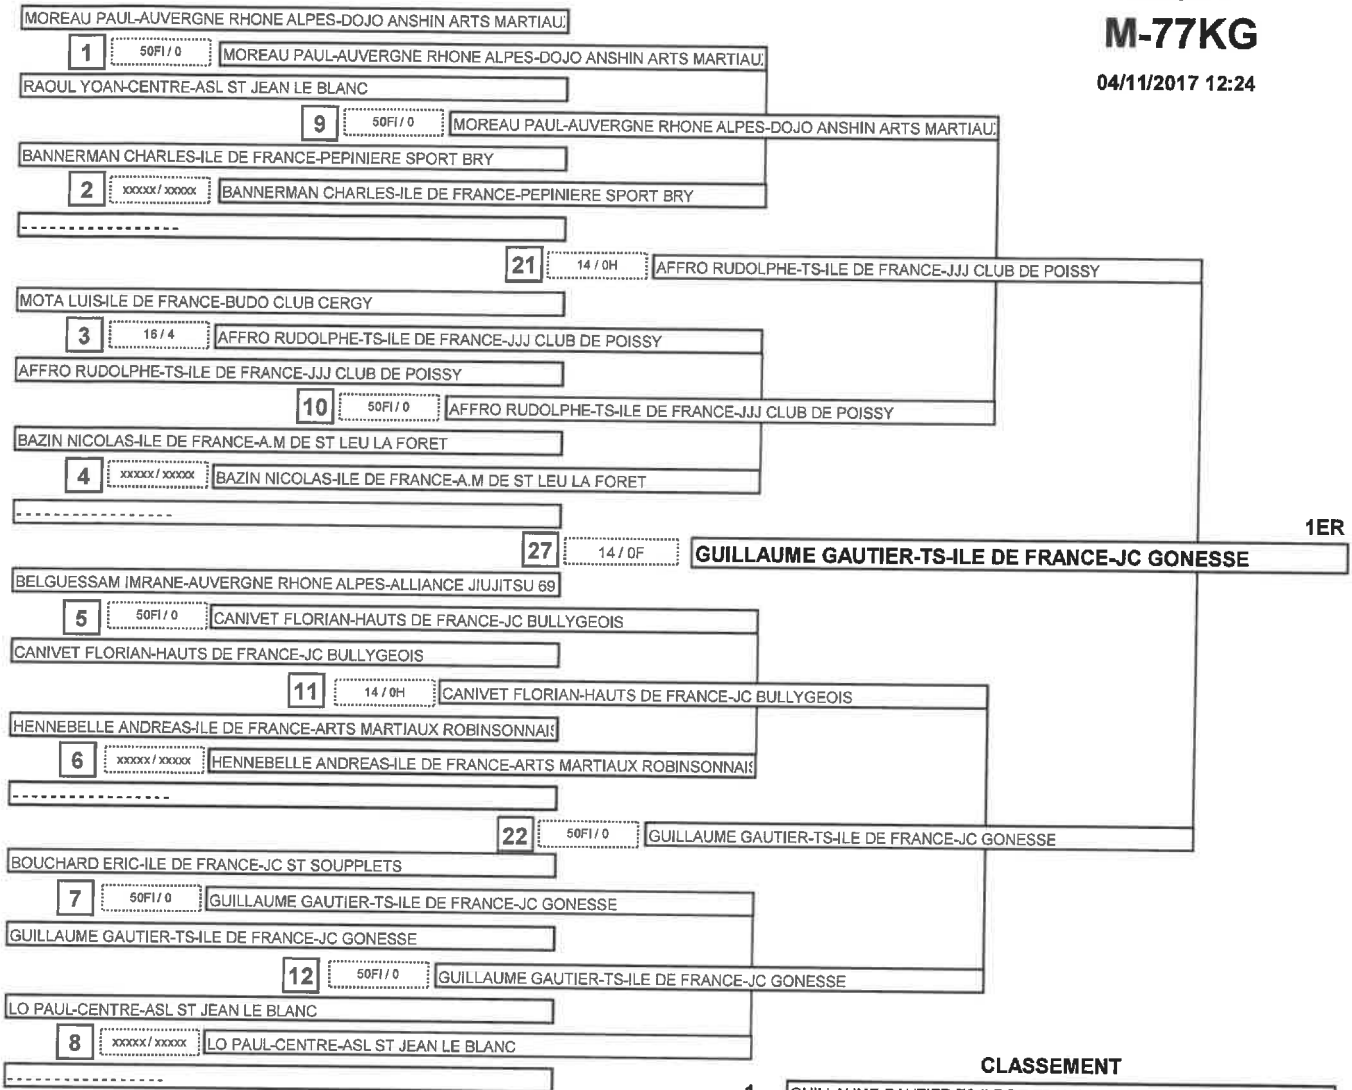 MOREAU PAUL-AUVERGNE RHONE ALPES-DOJO ANSHIN ARTS MARTIAU
M-77KG
1 50FI / 0 MOREAU PAUL-AUVERGNE RHONE ALPES-DOJO ANSHIN ARTS MARTIAU
04/11/2017 12:24
RAOUL YOAN-CENTRE-ASL ST JEAN LE BLANC
9 50FI / 0 MOREAU PAUL-AUVERGNE RHONE ALPES-DOJO ANSHIN ARTS MARTIAUX
BANNERMAN CHARLES-ILE DE FRANCE-PEPINIERE SPORT BRY
2 xxxxx / xxxxx BANNERMAN CHARLES-ILE DE FRANCE-PEPINIERE SPORT BRY
-----------------
21 14 / 0H AFFRO RUDOLPHE-TS-ILE DE FRANCE-JJJ CLUB DE POISSY
MOTA LUIS-ILE DE FRANCE-BUDO CLUB CERGY
3 16 / 4 AFFRO RUDOLPHE-TS-ILE DE FRANCE-JJJ CLUB DE POISSY
AFFRO RUDOLPHE-TS-ILE DE FRANCE-JJJ CLUB DE POISSY
10 50FI / 0 AFFRO RUDOLPHE-TS-ILE DE FRANCE-JJJ CLUB DE POISSY
BAZIN NICOLAS-ILE DE FRANCE-A.M DE ST LEU LA FORET
4 xxxxx / xxxxx BAZIN NICOLAS-ILE DE FRANCE-A.M DE ST LEU LA FORET
-----------------
1ER
27 14 / 0F GUILLAUME GAUTIER-TS-ILE DE FRANCE-JC GONESSE
BELGUESSAM IMRANE-AUVERGNE RHONE ALPES-ALLIANCE JIUJITSU 69
5 50FI / 0 CANIVET FLORIAN-HAUTS DE FRANCE-JC BULLYGEOIS
CANIVET FLORIAN-HAUTS DE FRANCE-JC BULLYGEOIS
11 14 / 0H CANIVET FLORIAN-HAUTS DE FRANCE-JC BULLYGEOIS
HENNEBELLE ANDREAS-ILE DE FRANCE-ARTS MARTIAUX ROBINSONNAIS
6 xxxxx / xxxxx HENNEBELLE ANDREAS-ILE DE FRANCE-ARTS MARTIAUX ROBINSONNAIS
-----------------
22 50FI / 0 GUILLAUME GAUTIER-TS-ILE DE FRANCE-JC GONESSE
BOUCHARD ERIC-ILE DE FRANCE-JC ST SOUPPLETS
7 50FI / 0 GUILLAUME GAUTIER-TS-ILE DE FRANCE-JC GONESSE
GUILLAUME GAUTIER-TS-ILE DE FRANCE-JC GONESSE
12 50FI / 0 GUILLAUME GAUTIER-TS-ILE DE FRANCE-JC GONESSE
LO PAUL-CENTRE-ASL ST JEAN LE BLANC
8 xxxxx / xxxxx LO PAUL-CENTRE-ASL ST JEAN LE BLANC
CLASSEMENT
-----------------